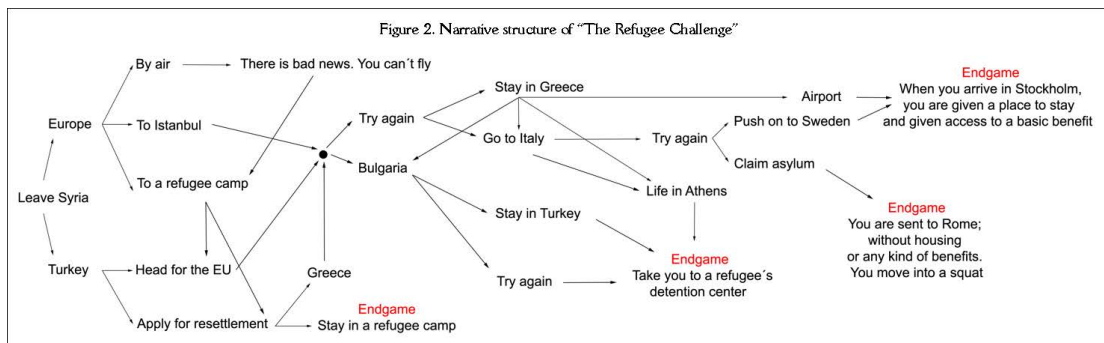 Figure 2. Narrative structure of “The Refugee Challenge”
By air
There is bad news. You can´t fly
Europe
To Istanbul
To a refugee camp
Leave Syria
Turkey
Head for the EU
Apply for resettlement
Greece
Endgame
Stay in a refugee camp
Try again
Bulgaria
Stay in Greece
Go to Italy
Stay in Turkey
Try again
Try again
Life in Athens
Endgame
Take you to a refugee´s
detention center
Airport
Push on to Sweden
Claim asylum
Endgame
When you arrive in Stockholm,
you are given a place to stay
and given access to a basic benefit
Endgame
You are sent to Rome;
without housing
or any kind of benefits.
You move into a squat